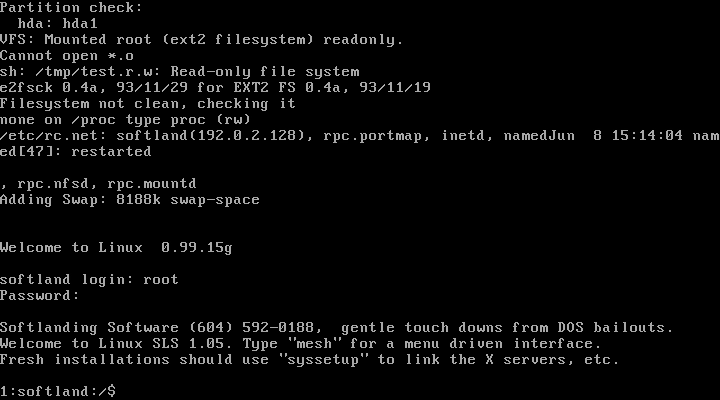 Partition check:
  hda: hda1
VFS: Mounted root (ext2 filesystem) readonly.
Cannot open *.o
sh: /tmp/test.r.w: Read-only file system
e2fsck 0.4a, 93/11/29 for EXT2 FS 0.4a, 93/11/19
Filesystem not clean, checking it
none on /proc type proc (rw)
/etc/rc.net: softland(192.0.2.128), rpc.portmap, inetd, namedJun  8 15:14:04 nam
ed[47]: restarted
, rpc.nfsd, rpc.mountd
Adding Swap: 8188k swap-space
Welcome to Linux  0.99.15g
softland login: root
Password:
Softlanding Software (604) 592-0188,  gentle touch downs from DOS bailouts.
Welcome to Linux SLS 1.05. Type "mesh" for a menu driven interface.
Fresh installations should use "syssetup" to link the X servers, etc.
1:softland:/$